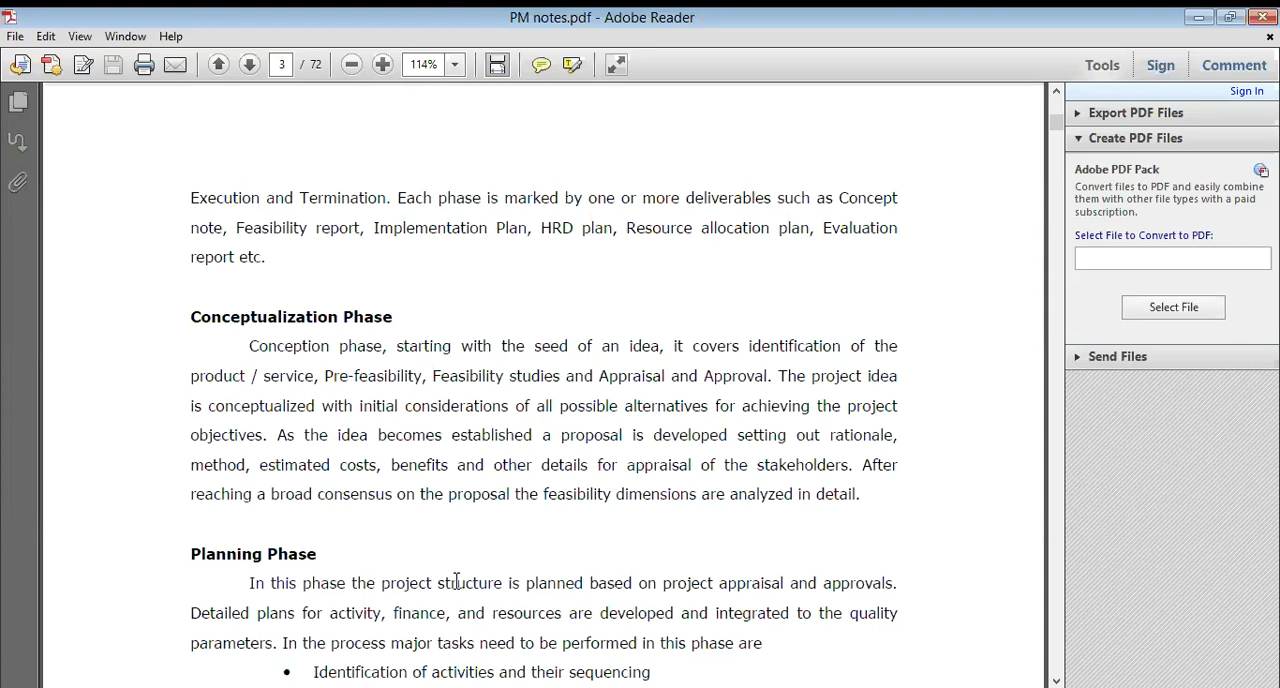 PM notes.pdf - Adobe Reader
File Edit View Window Help
3 / 72 114% Tools Sign Comment
Sign In
Export PDF Files
Create PDF Files
Adobe PDF Pack
Convert files to PDF and easily combine
them with other file types with a paid
subscription.
Select File to Convert to PDF:
Select File
Send Files
Execution and Termination. Each phase is marked by one or more deliverables such as Concept
note, Feasibility report, Implementation Plan, HRD plan, Resource allocation plan, Evaluation
report etc.
Conceptualization Phase
Conception phase, starting with the seed of an idea, it covers identification of the
product / service, Pre-feasibility, Feasibility studies and Appraisal and Approval. The project idea
is conceptualized with initial considerations of all possible alternatives for achieving the project
objectives. As the idea becomes established a proposal is developed setting out rationale,
method, estimated costs, benefits and other details for appraisal of the stakeholders. After
reaching a broad consensus on the proposal the feasibility dimensions are analyzed in detail.
Planning Phase
In this phase the project structure is planned based on project appraisal and approvals.
Detailed plans for activity, finance, and resources are developed and integrated to the quality
parameters. In the process major tasks need to be performed in this phase are
• Identification of activities and their sequencing